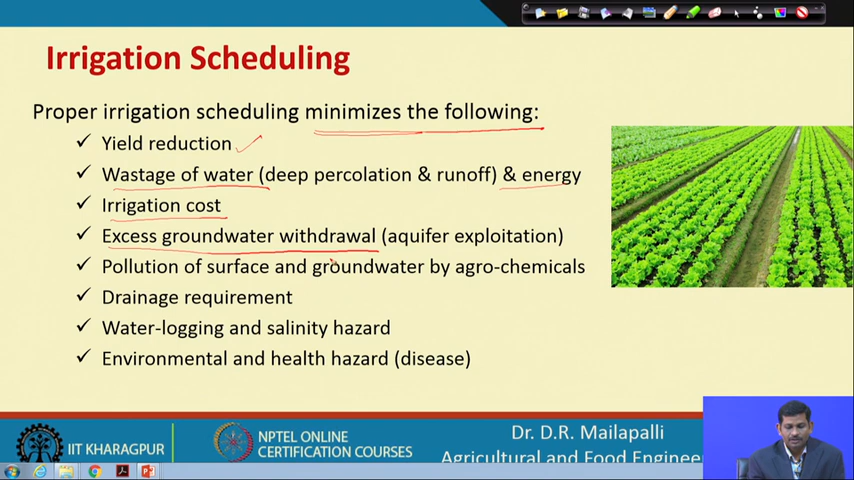 Irrigation Scheduling
Proper irrigation scheduling minimizes the following:
✓ Yield reduction
✓ Wastage of water (deep percolation & runoff) & energy
✓ Irrigation cost
✓ Excess groundwater withdrawal (aquifer exploitation)
✓ Pollution of surface and groundwater by agro-chemicals
✓ Drainage requirement
✓ Water-logging and salinity hazard
✓ Environmental and health hazard (disease)
IIT KHARAGPUR
NPTEL ONLINE
CERTIFICATION COURSES
Dr. D.R. Mailapalli
Agricultural and Food Engineer